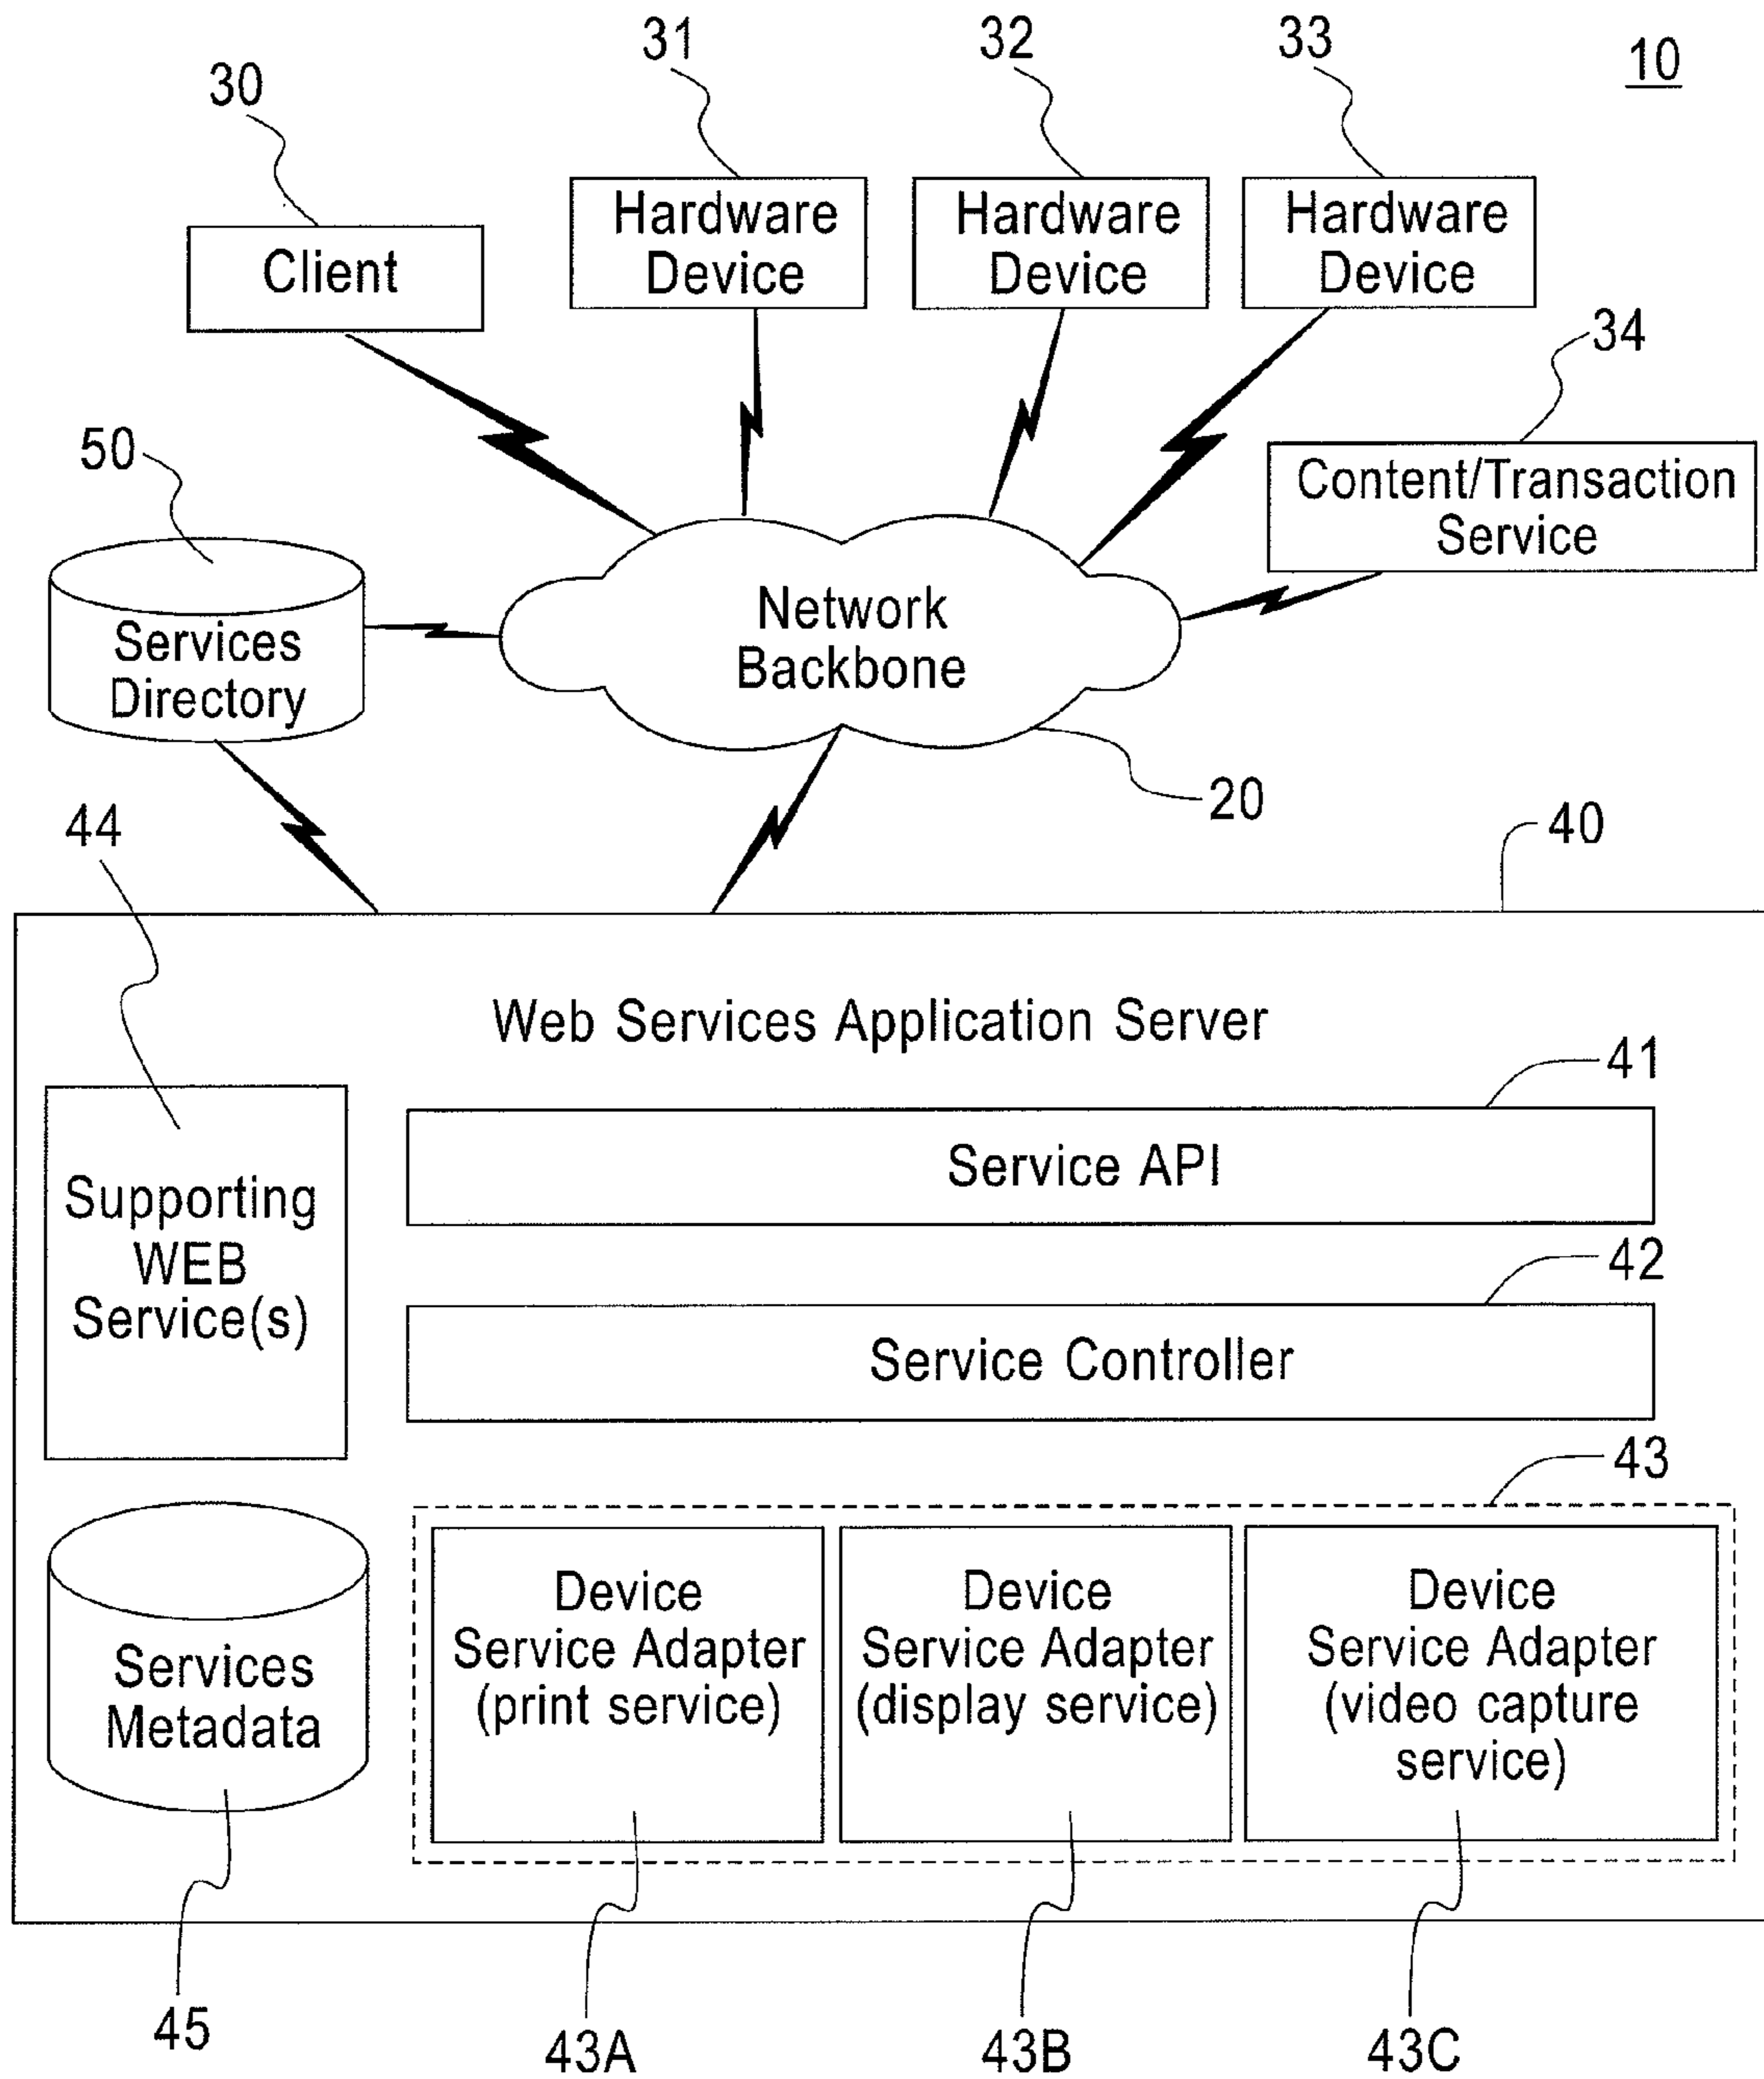 10
30
31
32
33
Client
Hardware
Device
Hardware
Device
Hardware
Device
34
Content/Transaction
Service
50
Services
Directory
Network
Backbone
20
40
44
Web Services Application Server
41
Service API
Supporting
WEB
Service(s)
42
Service Controller
43
Services
Metadata
Device
Service Adapter
(print service)
Device
Service Adapter
(display service)
Device
Service Adapter
(video capture
service)
45
43A
43B
43C